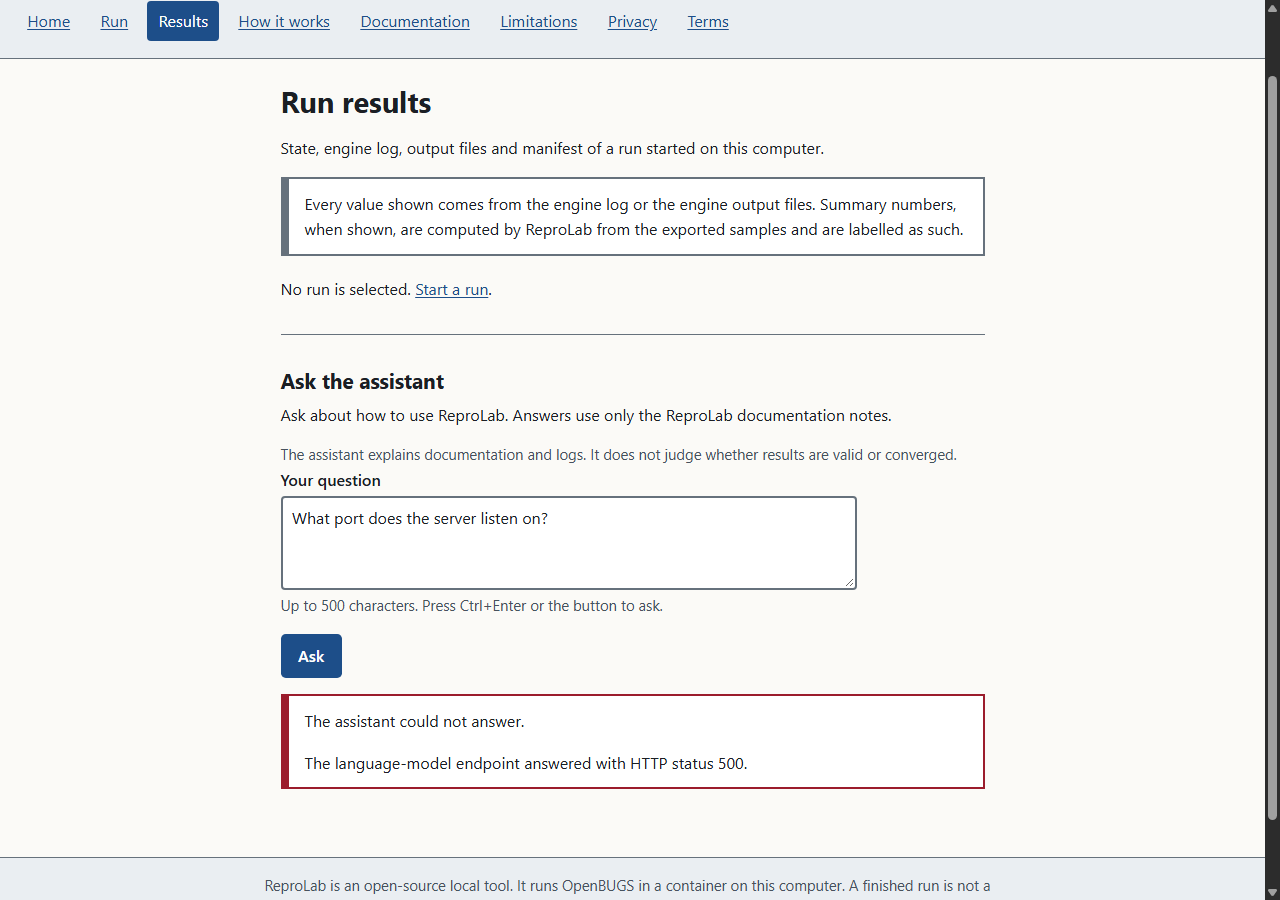 Home Run Results How it works Documentation Limitations Privacy Terms
Run results
State, engine log, output files and manifest of a run started on this computer.
Every value shown comes from the engine log or the engine output files. Summary numbers,
when shown, are computed by ReproLab from the exported samples and are labelled as such.
No run is selected. Start a run.
Ask the assistant
Ask about how to use ReproLab. Answers use only the ReproLab documentation notes.
The assistant explains documentation and logs. It does not judge whether results are valid or converged.
Your question
What port does the server listen on?
Up to 500 characters. Press Ctrl+Enter or the button to ask.
Ask
The assistant could not answer.
The language-model endpoint answered with HTTP status 500.
ReproLab is an open-source local tool. It runs OpenBUGS in a container on this computer. A finished run is not a